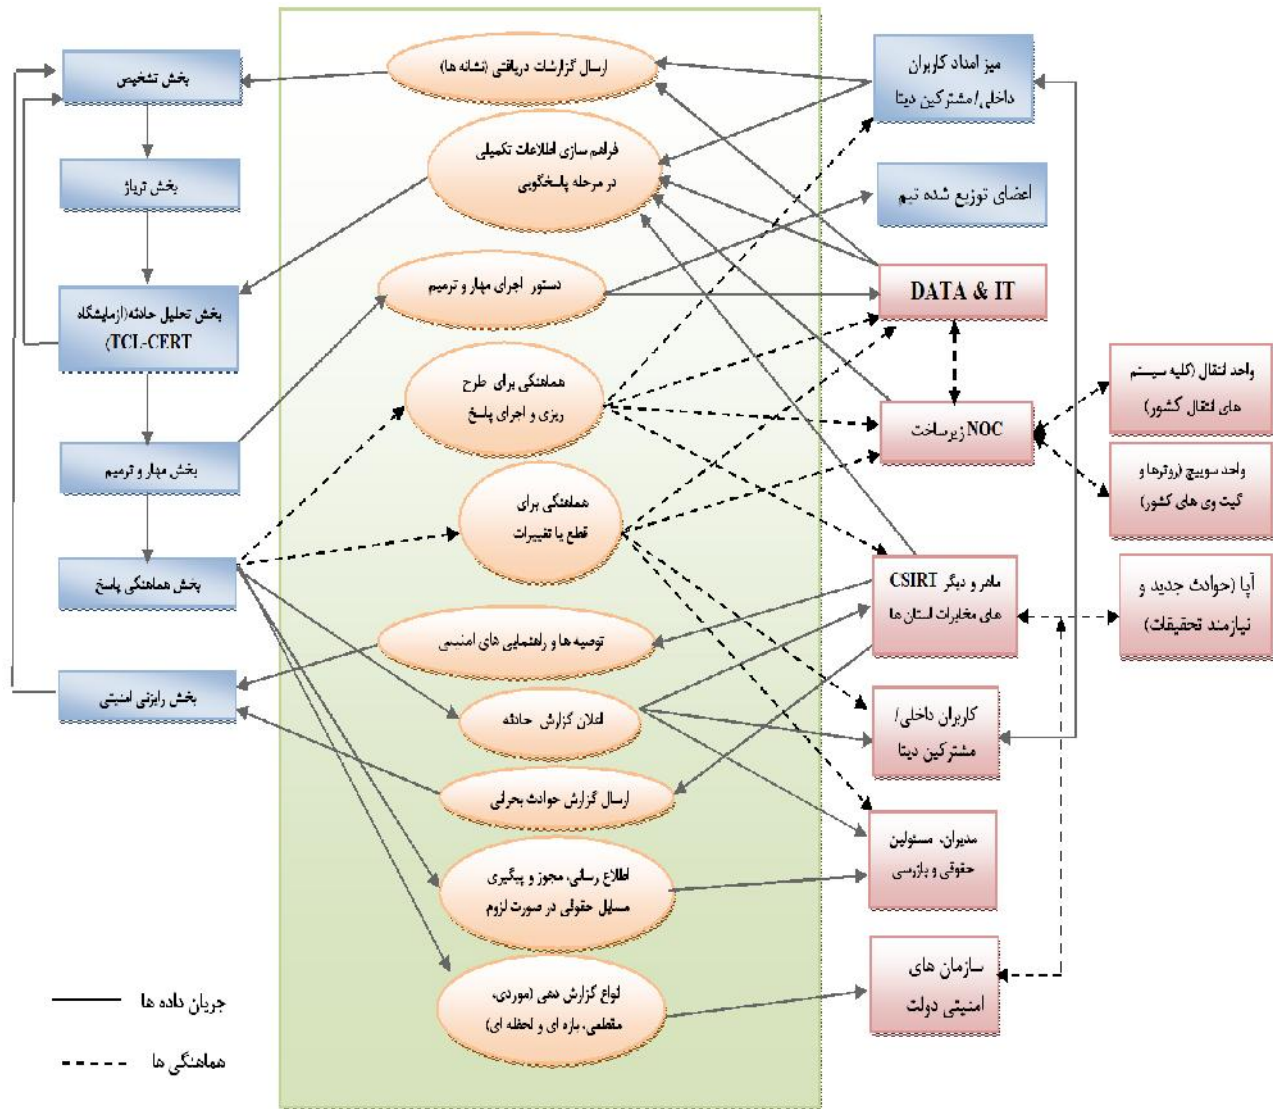 بخش تشخیص
بخش تریاژ
بخش تحلیل حادثه(ازمایشگاه
TCL-CERT)
بخش مهار و ترمیم
بخش هماهنگی پاسخ
بخش رایزنی امنیتی
ارسال گزارشات دریافتی (نشانه ها)
فراهم سازی اطلاعات تکمیلی
در مرحله پاسخگویی
دستور اجرای مهار و ترمیم
هماهنگی برای طرح
ریزی و اجرای پاسخ
هماهنگی برای
قطع یا تغییرات
توصیه ها و راهنمایی های امنیتی
اعلان گزارش حادثه
ارسال گزارش حوادث بحرانی
اطلاع رسانی، مجوز و پیگیری
مسایل حقوقی در صورت لزوم
انواع گزارش دهی (موردی،
مقطعی، بازه ای و لحظه ای)
میز امداد کاربران
داخلی/مشترکین دیتا
اعضای توزیع شده تیم
DATA & IT
NOC زیرساخت
ماهر و دیگر CSIRT
های مخابرات استان ها
کاربران داخلی/
مشترکین دیتا
مدیران، مسئولین
حقوقی و بازرسی
سازمان های
امنیتی دولت
واحد انتقال (کلیه سیستم
های انتقال کشور)
واحد سوییچ (روترها و
گیت وی های کشور)
آپا (حوادث جدید و
نیازمند تحقیقات)
جریان داده ها
هماهنگی ها